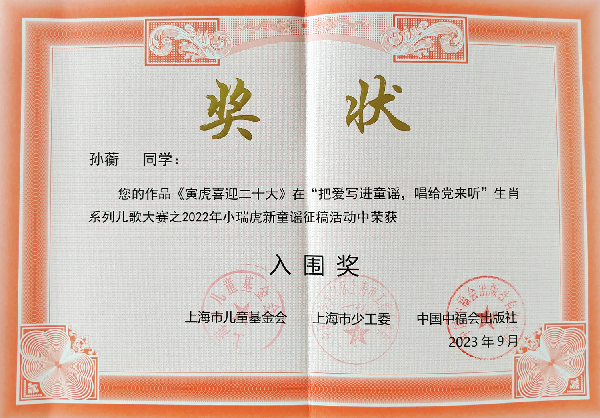 奖 状
孙蘅 同学：
您的作品《寅虎喜迎二十大》在“把爱写进童谣，唱给党来听”生肖
系列儿歌大赛之2022年小瑞虎新童谣征稿活动中荣获
入围奖
上海市儿童基金会 上海市少工委 中国中福会出版社
2023年9月